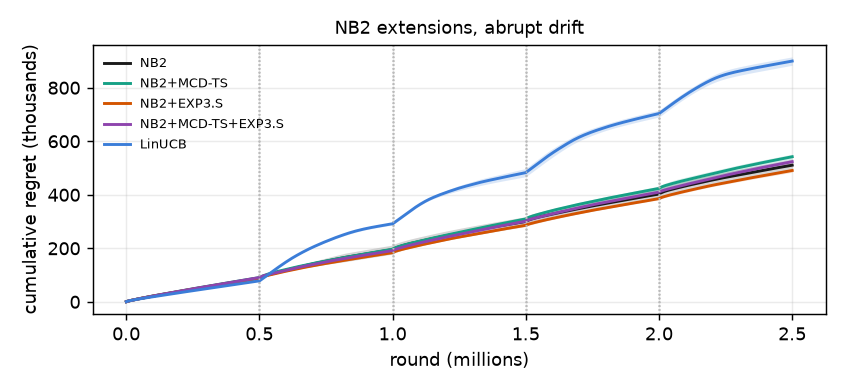 NB2 extensions, abrupt drift
cumulative regret (thousands)
800
600
400
200
0
NB2
NB2+MCD-TS
NB2+EXP3.S
NB2+MCD-TS+EXP3.S
LinUCB
0.0 0.5 1.0 1.5 2.0 2.5
round (millions)